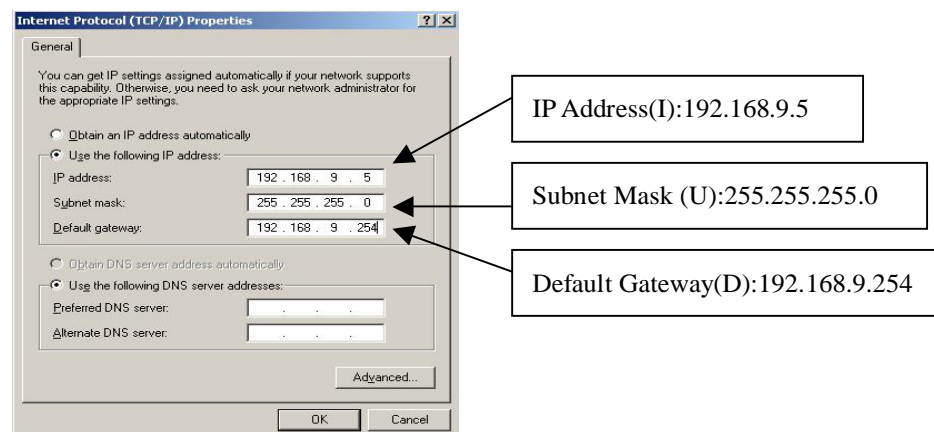 Internet Protocol (TCP/IP) Properties
General
You can get IP settings assigned automatically if your network supports
this capability. Otherwise, you need to ask your network administrator for
the appropriate IP settings.
Obtain an IP address automatically
Use the following IP address:
IP address: 192 . 168 . 9 . 5
Subnet mask: 255 . 255 . 255 . 0
Default gateway: 192 . 168 . 9 . 254
Obtain DNS server address automatically
Use the following DNS server addresses:
Preferred DNS server: . . .
Alternate DNS server: . . .
Advanced...
OK Cancel
IP Address(I):192.168.9.5
Subnet Mask (U):255.255.255.0
Default Gateway(D):192.168.9.254